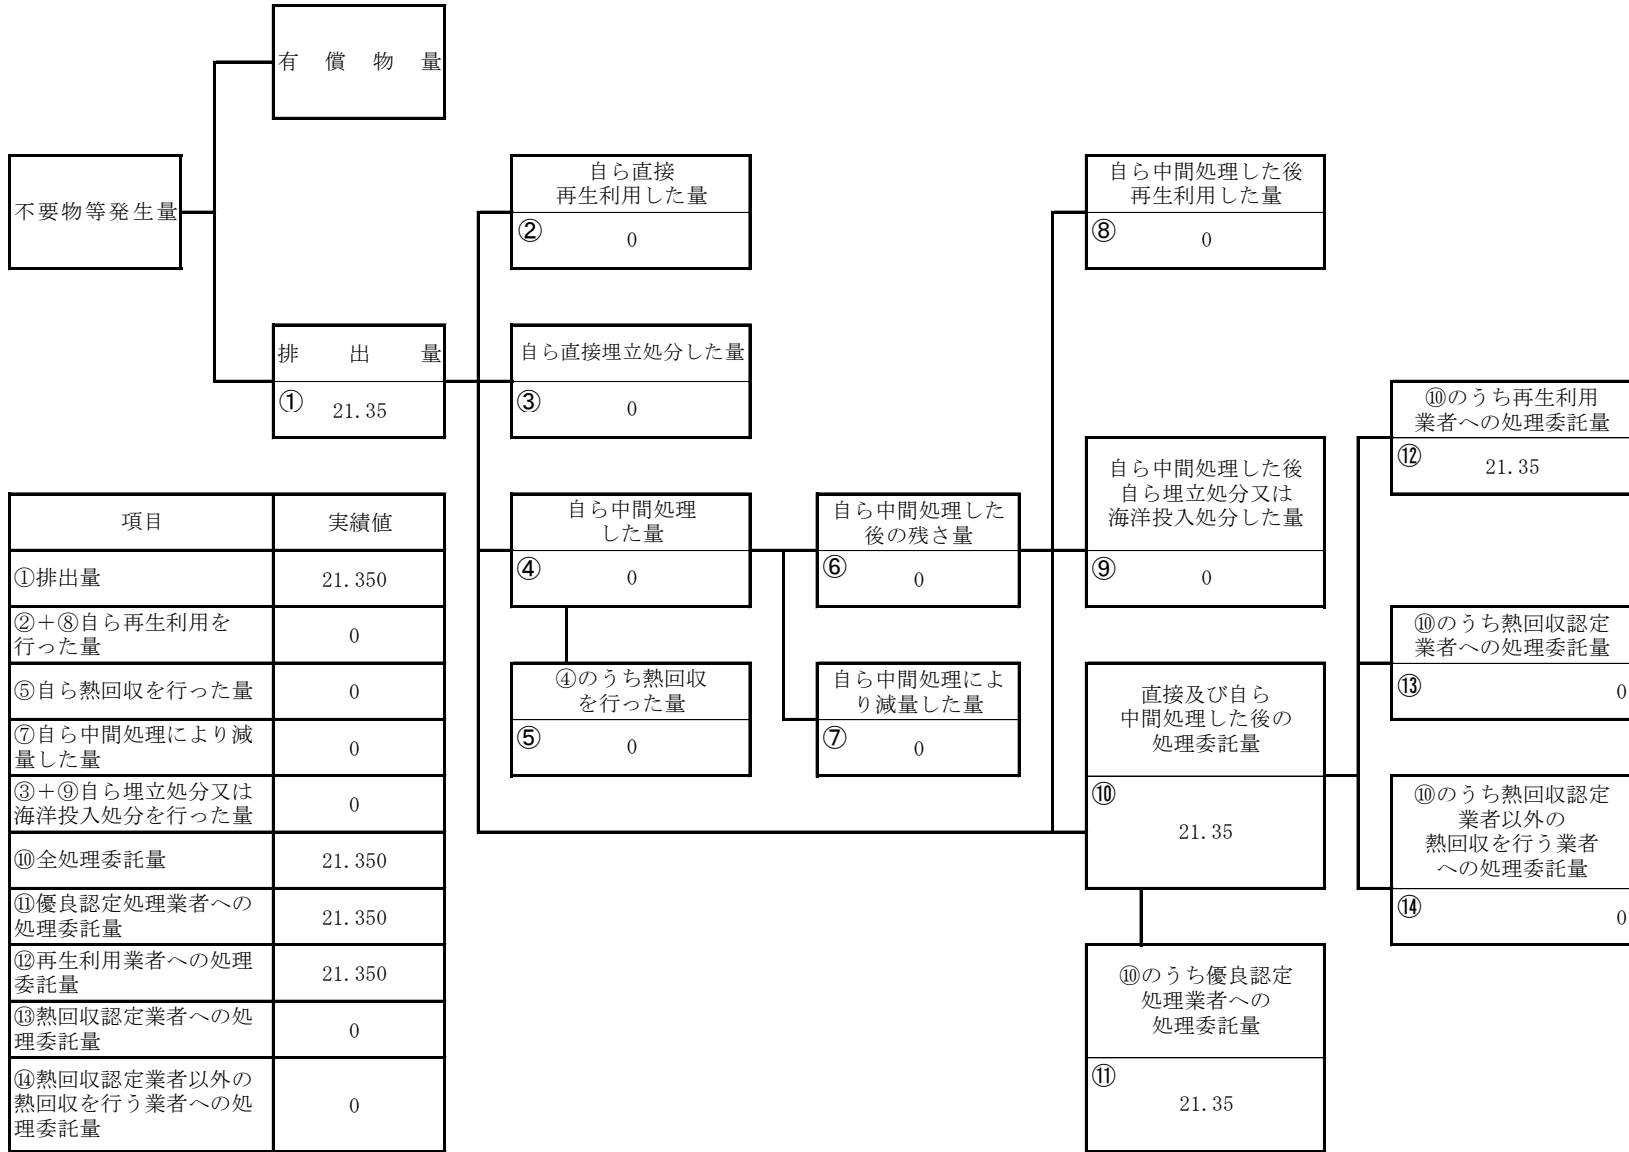 有償物量
不要物等発生量
排出量
① 21.35
自ら直接
再生利用した量
② 0
自ら直接埋立処分した量
③ 0
自ら中間処理
した量
④ 0
④のうち熱回収
を行った量
⑤ 0
自ら中間処理した
後の残さ量
⑥ 0
自ら中間処理によ
り減量した量
⑦ 0
自ら中間処理した後
再生利用した量
⑧ 0
自ら中間処理した後
自ら埋立処分又は
海洋投入処分した量
⑨ 0
直接及び自ら
中間処理した後の
処理委託量
⑩
21.35
⑩のうち優良認定
処理業者への
処理委託量
⑪
21.35
⑩のうち再生利用
業者への処理委託量
⑫ 21.35
⑩のうち熱回収認定
業者への処理委託量
⑬ 0
⑩のうち熱回収認定
業者以外の
熱回収を行う業者
への処理委託量
⑭ 0
項目 実績値
①排出量 21.350
②＋⑧自ら再生利用を
行った量 0
⑤自ら熱回収を行った量 0
⑦自ら中間処理により減
量した量 0
③＋⑨自ら埋立処分又は
海洋投入処分を行った量 0
⑩全処理委託量 21.350
⑪優良認定処理業者への
処理委託量 21.350
⑫再生利用業者への処理
委託量 21.350
⑬熱回収認定業者への処
理委託量 0
⑭熱回収認定業者以外の
熱回収を行う業者への処
理委託量 0